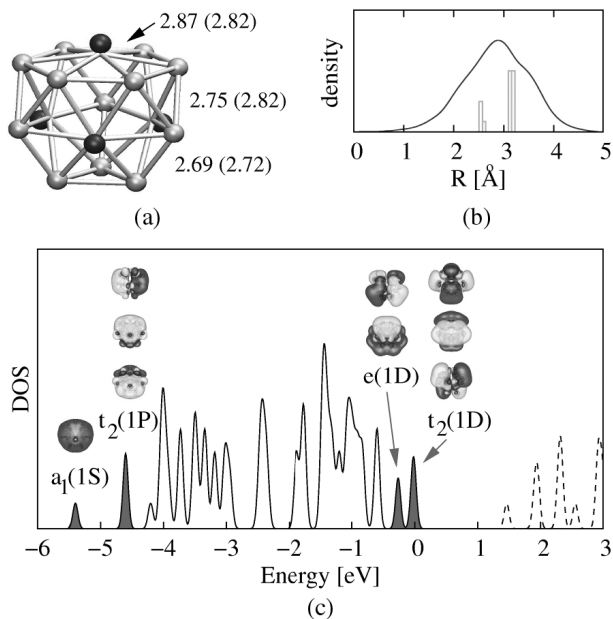 2.87 (2.82)
2.75 (2.82)
2.69 (2.72)
(a)
density
0 1 2 3 4 5
R [Å]
(b)
DOS
a1(1S)
t2(1P)
e(1D)
t2(1D)
−6 −5 −4 −3 −2 −1 0 1 2 3
Energy [eV]
(c)